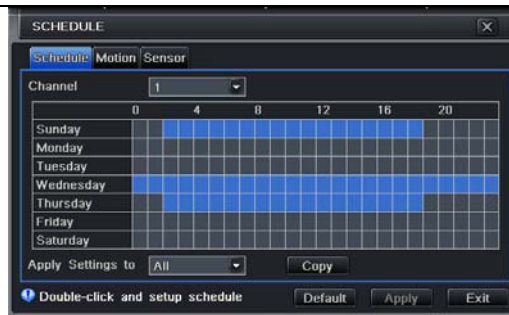 SCHEDULE
Schedule Motion Sensor
Channel 1
0 4 8 12 16 20
Sunday
Monday
Tuesday
Wednesday
Thursday
Friday
Saturday
Apply Settings to All Copy
Double-click and setup schedule Default Apply Exit